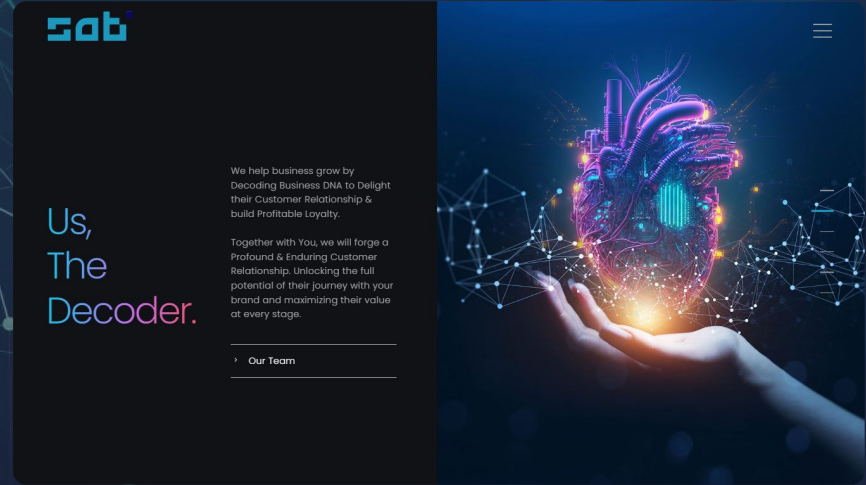 sab
Us,
The
Decoder.
We help business grow by
Decoding Business DNA to Delight
their Customer Relationship &
build Profitable Loyalty.
Together with You, we will forge a
Profound & Enduring Customer
Relationship. Unlocking the full
potential of their journey with your
brand and maximizing their value
at every stage.
Our Team